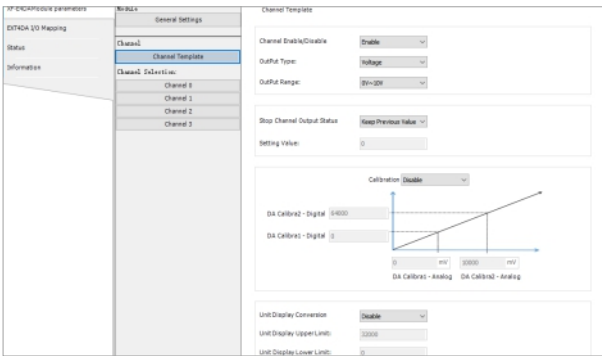 XF-E4DAModule parameters
EXT4DA I/O Mapping
Status
Information
Module
General Settings
Channel
Channel Template
Channel Selection:
Channel 0
Channel 1
Channel 2
Channel 3
Channel Template
Channel Enable/Disable
Enable
OutPut Type:
Voltage
OutPut Range:
0V~10V
Stop Channel Output Status
Keep Previous Value
Setting Value:
0
Calibration
Disable
DA Calibra2 - Digital
64000
DA Calibra1 - Digital
0
0 mV
10000 mV
DA Calibra1 - Analog
DA Calibra2 - Analog
Unit Display Conversion
Disable
Unit Display Upper Limit:
32000
Unit Display Lower Limit:
0